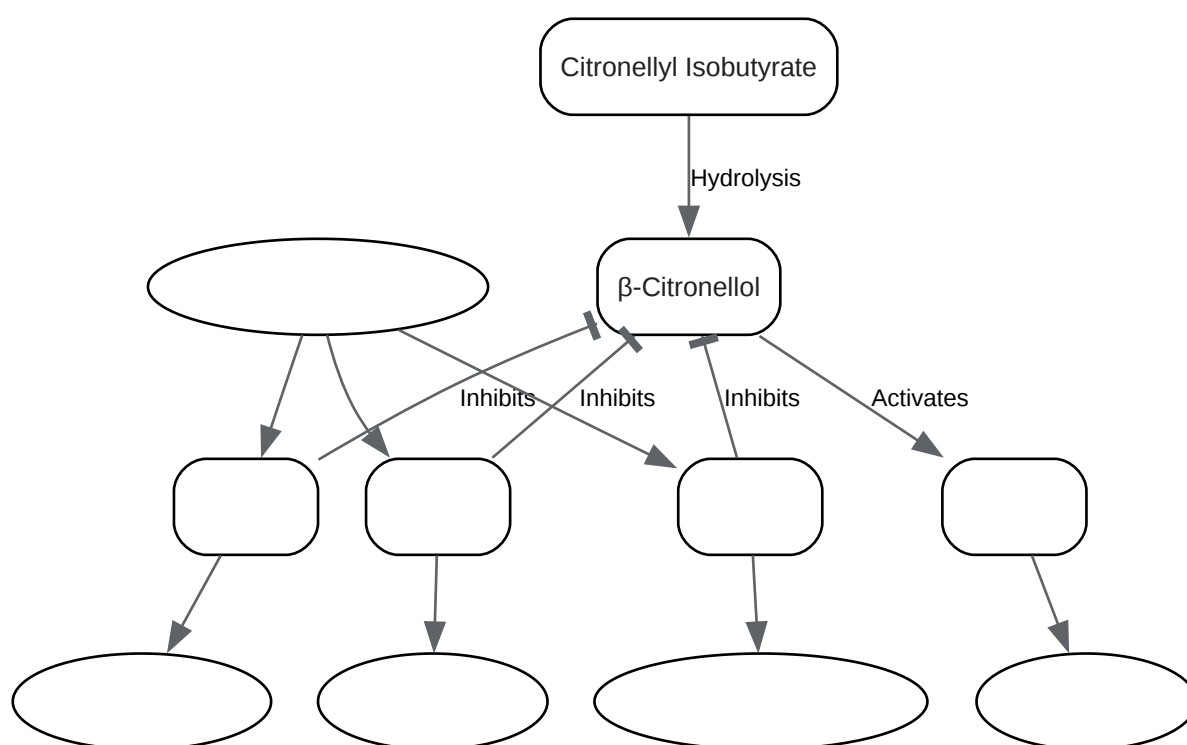 Citronellyl Isobutyrate
Hydrolysis
β-Citronellol
Inhibits
Inhibits
Inhibits
Activates